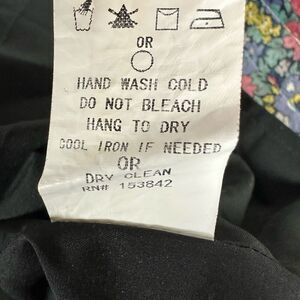 OR
HAND WASH COLD
DO NOT BLEACH
HANG TO DRY
COOL IRON IF NEEDED
OR
DRY CLEAN
RN# 153842